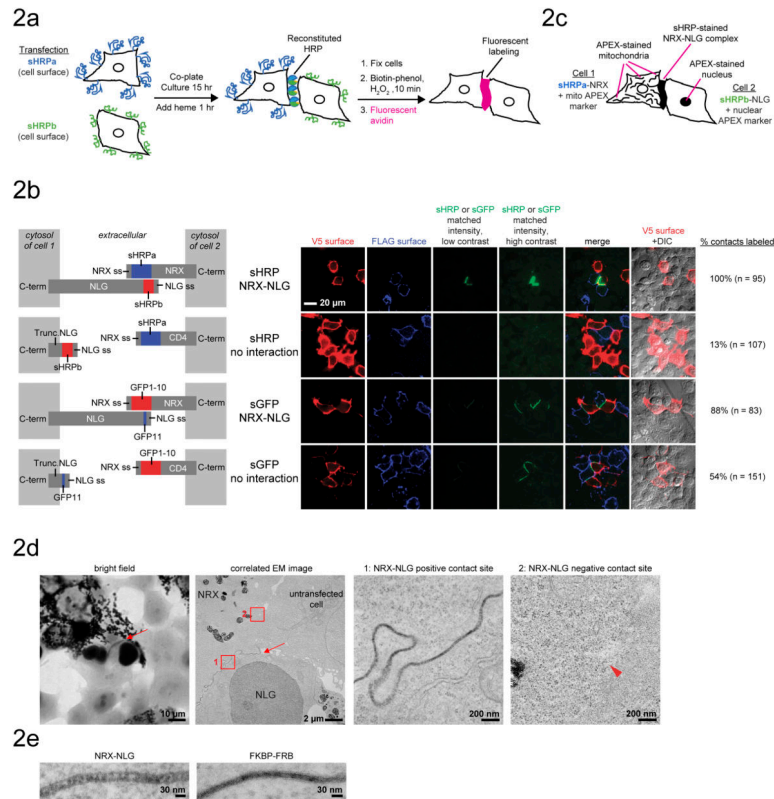 2a
Transfection
sHRPa
(cell surface)
sHRPb
(cell surface)
Co-plate
Culture 15 hr
Add heme 1 hr
Reconstituted
HRP
1. Fix cells
2. Biotin-phenol,
H2O2 ,10 min
3. Fluorescent
avidin
Fluorescent
labeling
2c
sHRP-stained
NRX-NLG
complex
APEX-stained
mitochondria
APEX-stained
nucleus
Cell 1
sHRPa-NRX
+ mito APEX
marker
Cell 2
sHRPb-NLG
+ nuclear
APEX marker
2b
cytosol
of cell 1
extracellular
cytosol
of cell 2
sHRPa
NRX ss
NRX
C-term
C-term
NLG
NLG ss
sHRPb
sHRP
NRX-NLG
Trunc NLG
sHRPa
NRX ss
CD4
C-term
C-term
NLG ss
sHRPb
sHRP
no interaction
GFP1-10
NRX ss
NRX
C-term
C-term
NLG
NLG ss
GFP11
sGFP
NRX-NLG
Trunc NLG
GFP1-10
NRX ss
CD4
C-term
C-term
NLG ss
GFP11
sGFP
no interaction
V5 surface
FLAG surface
sHRP or sGFP
matched
intensity,
low contrast
sHRP or sGFP
matched
intensity,
high contrast
merge
V5 surface
+DIC
% contacts labeled
20 µm
100% (n = 95)
13% (n = 107)
88% (n = 83)
54% (n = 151)
2d
bright field
correlated EM image
1: NRX-NLG positive contact site
2: NRX-NLG negative contact site
NRX
untransfected
cell
2
1
NLG
10 µm
2 µm
200 nm
200 nm
2e
NRX-NLG
FKBP-FRB
30 nm
30 nm